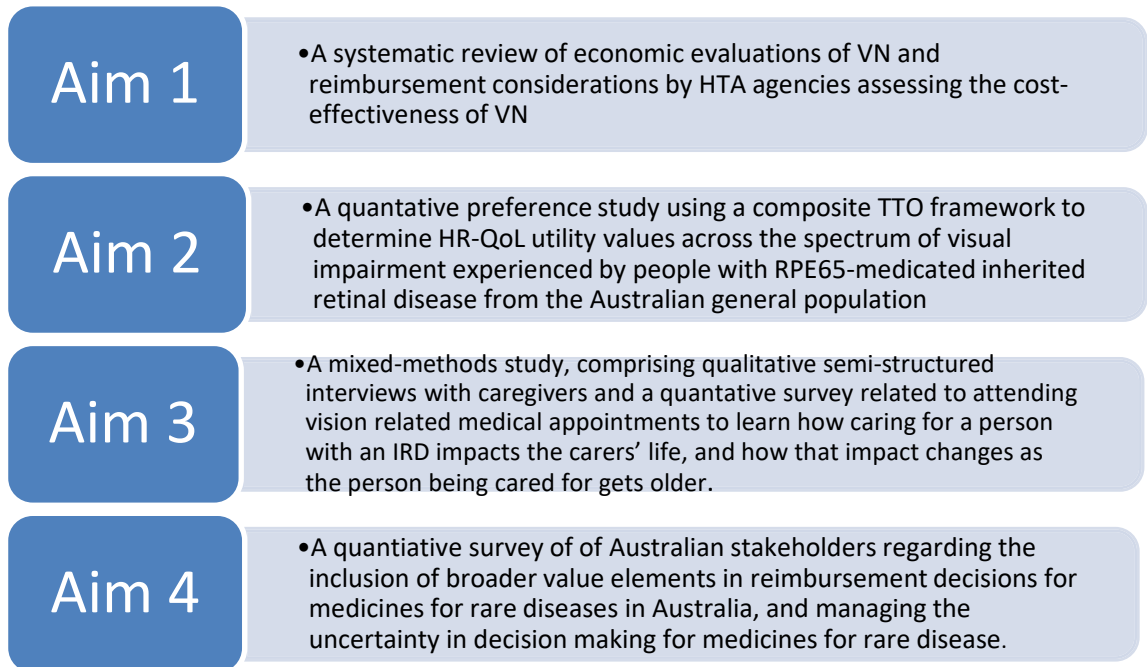 Aim 1
•A systematic review of economic evaluations of VN and
reimbursement considerations by HTA agencies assessing the cost-
effectiveness of VN
Aim 2
•A quantative preference study using a composite TTO framework to
determine HR-QoL utility values across the spectrum of visual
impairment experienced by people with RPE65-medicated inherited
retinal disease from the Australian general population
Aim 3
•A mixed-methods study, comprising qualitative semi-structured
interviews with caregivers and a quantative survey related to attending
vision related medical appointments to learn how caring for a person
with an IRD impacts the carers’ life, and how that impact changes as
the person being cared for gets older.
Aim 4
•A quantiative survey of of Australian stakeholders regarding the
inclusion of broader value elements in reimbursement decisions for
medicines for rare diseases in Australia, and managing the
uncertainty in decision making for medicines for rare disease.